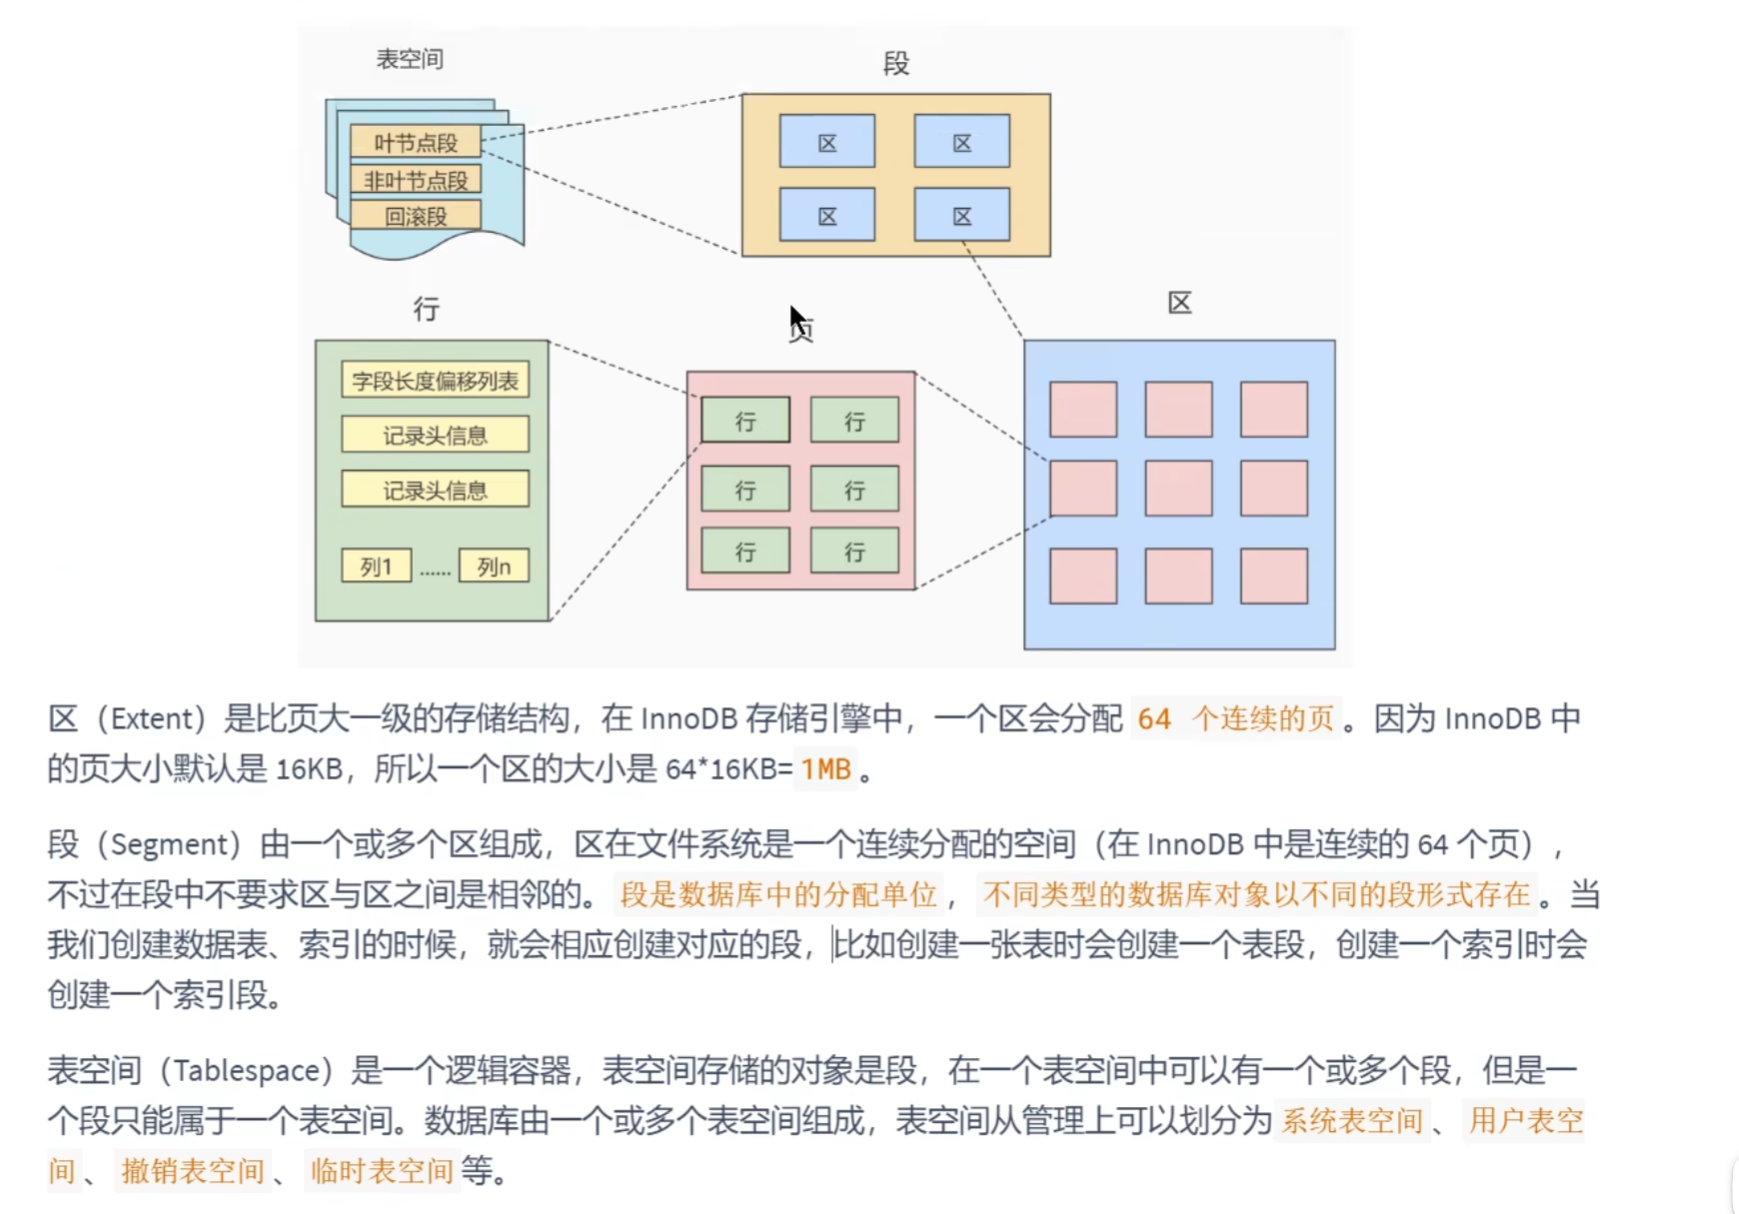 表空间
段
叶节点段
非叶节点段
回滚段
区 区
区 区
行
页
区
字段长度偏移列表
记录头信息
记录头信息
列1 ...... 列n
行 行
行 行
行 行
区（Extent）是比页大一级的存储结构，在 InnoDB 存储引擎中，一个区会分配 64 个连续的页。因为 InnoDB 中
的页大小默认是 16KB，所以一个区的大小是 64*16KB=1MB。
段（Segment）由一个或多个区组成，区在文件系统是一个连续分配的空间（在 InnoDB 中是连续的 64 个页），
不过在段中不要求区与区之间是相邻的。段是数据库中的分配单位，不同类型的数据库对象以不同的段形式存在。当
我们创建数据表、索引的时候，就会相应创建对应的段，比如创建一张表时会创建一个表段，创建一个索引时会
创建一个索引段。
表空间（Tablespace）是一个逻辑容器，表空间存储的对象是段，在一个表空间中可以有一个或多个段，但是一
个段只能属于一个表空间。数据库由一个或多个表空间组成，表空间从管理上可以划分为系统表空间、用户表空
间、撤销表空间、临时表空间等。